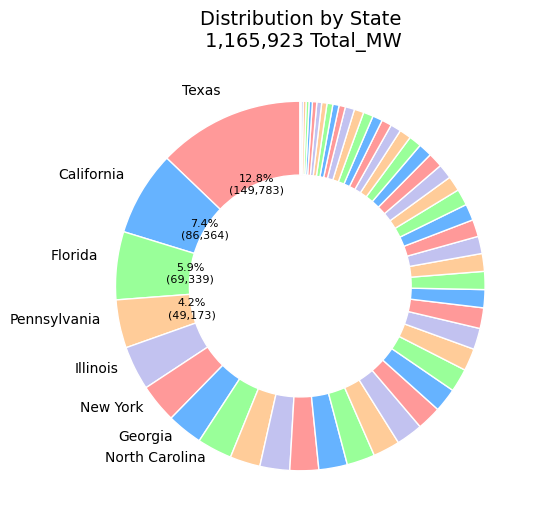 Distribution by State
1,165,923 Total_MW
Texas
California
Florida
Pennsylvania
Illinois
New York
Georgia
North Carolina
12.8%
(149,783)
7.4%
(86,364)
5.9%
(69,339)
4.2%
(49,173)